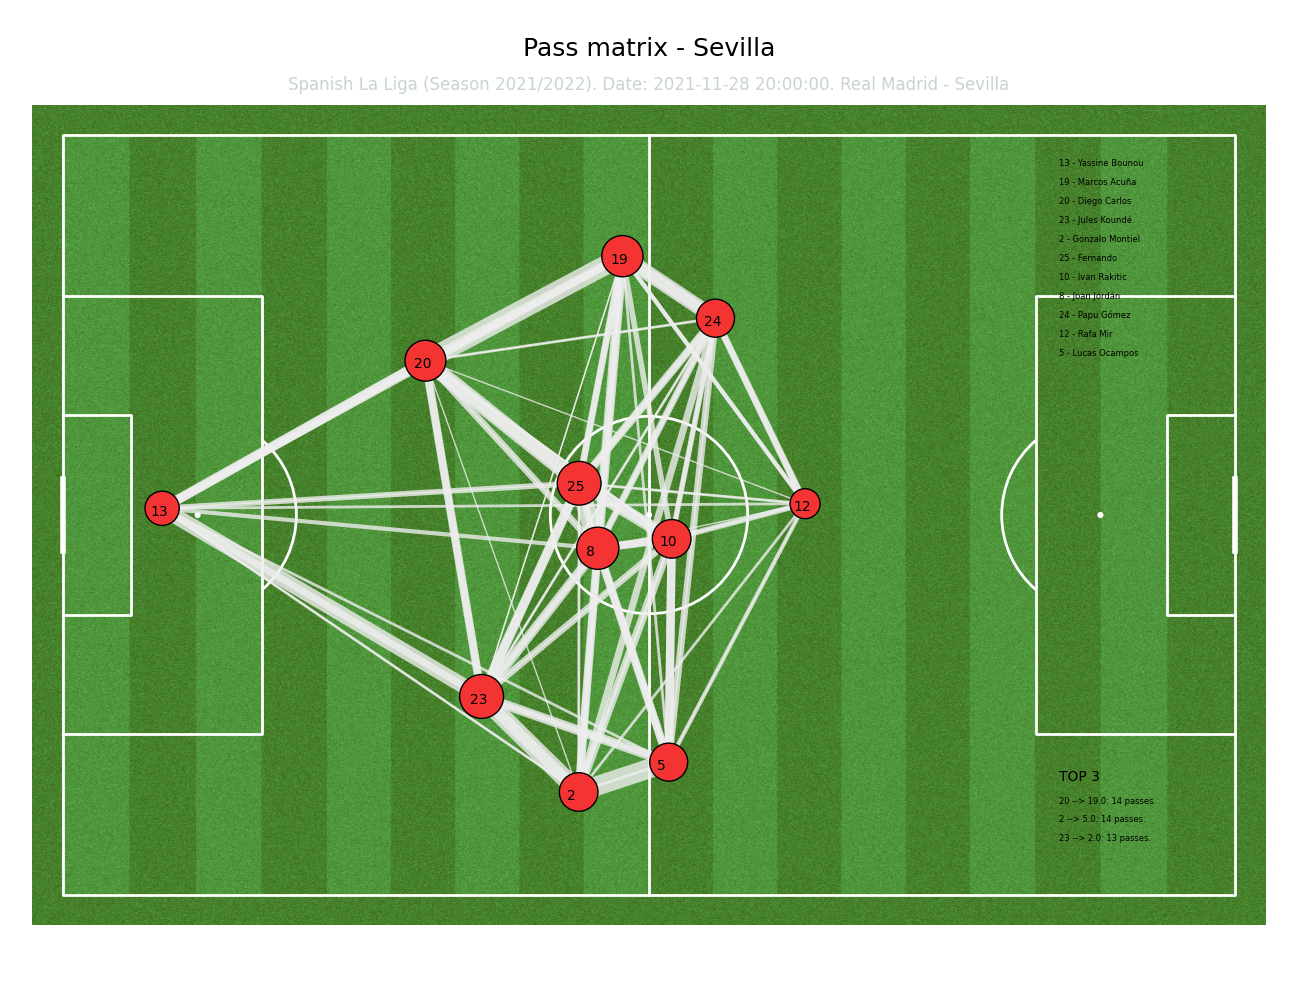 Pass matrix - Sevilla
Spanish La Liga (Season 2021/2022). Date: 2021-11-28 20:00:00. Real Madrid - Sevilla
13 - Yassine Bounou
19 - Marcos Acuña
20 - Diego Carlos
23 - Jules Koundé
2 - Gonzalo Montiel
25 - Fernando
10 - Ivan Rakitic
8 - Joan Jordán
24 - Papu Gómez
12 - Rafa Mir
5 - Lucas Ocampos
19
24
20
25
13
12
10
8
23
5
2
TOP 3
20 --> 19.0: 14 passes.
2 --> 5.0: 14 passes.
23 --> 2.0: 13 passes.